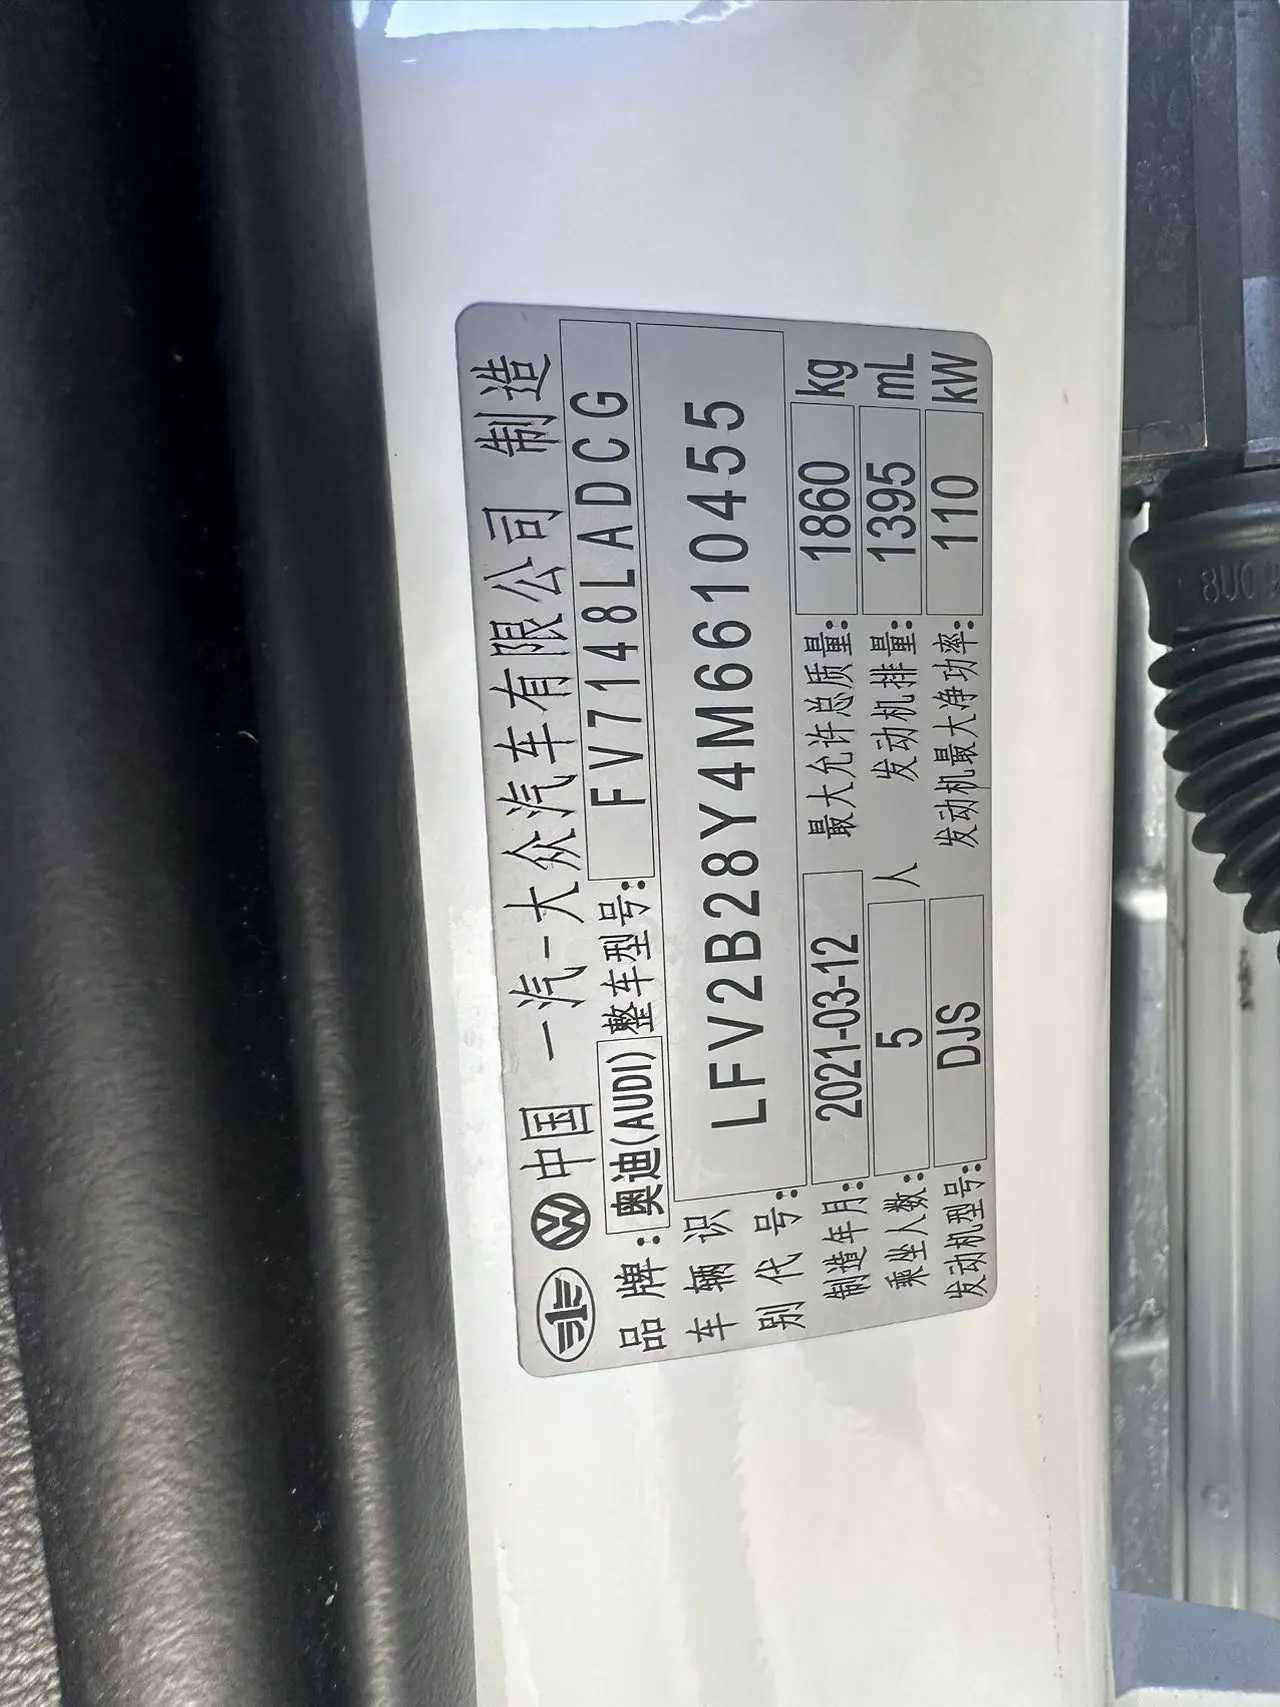 中国 一汽-大众汽车有限公司 制造
品牌: 奥迪(AUDI) 整车型号: FV7148LADCG
车辆识别代号: LFV2B28Y4M6610455
制造年月: 2021-03-12 最大允许总质量: 1860 kg
乘坐人数: 5 人 发动机排量: 1395 mL
发动机型号: DJS 发动机最大净功率: 110 kW
8U0